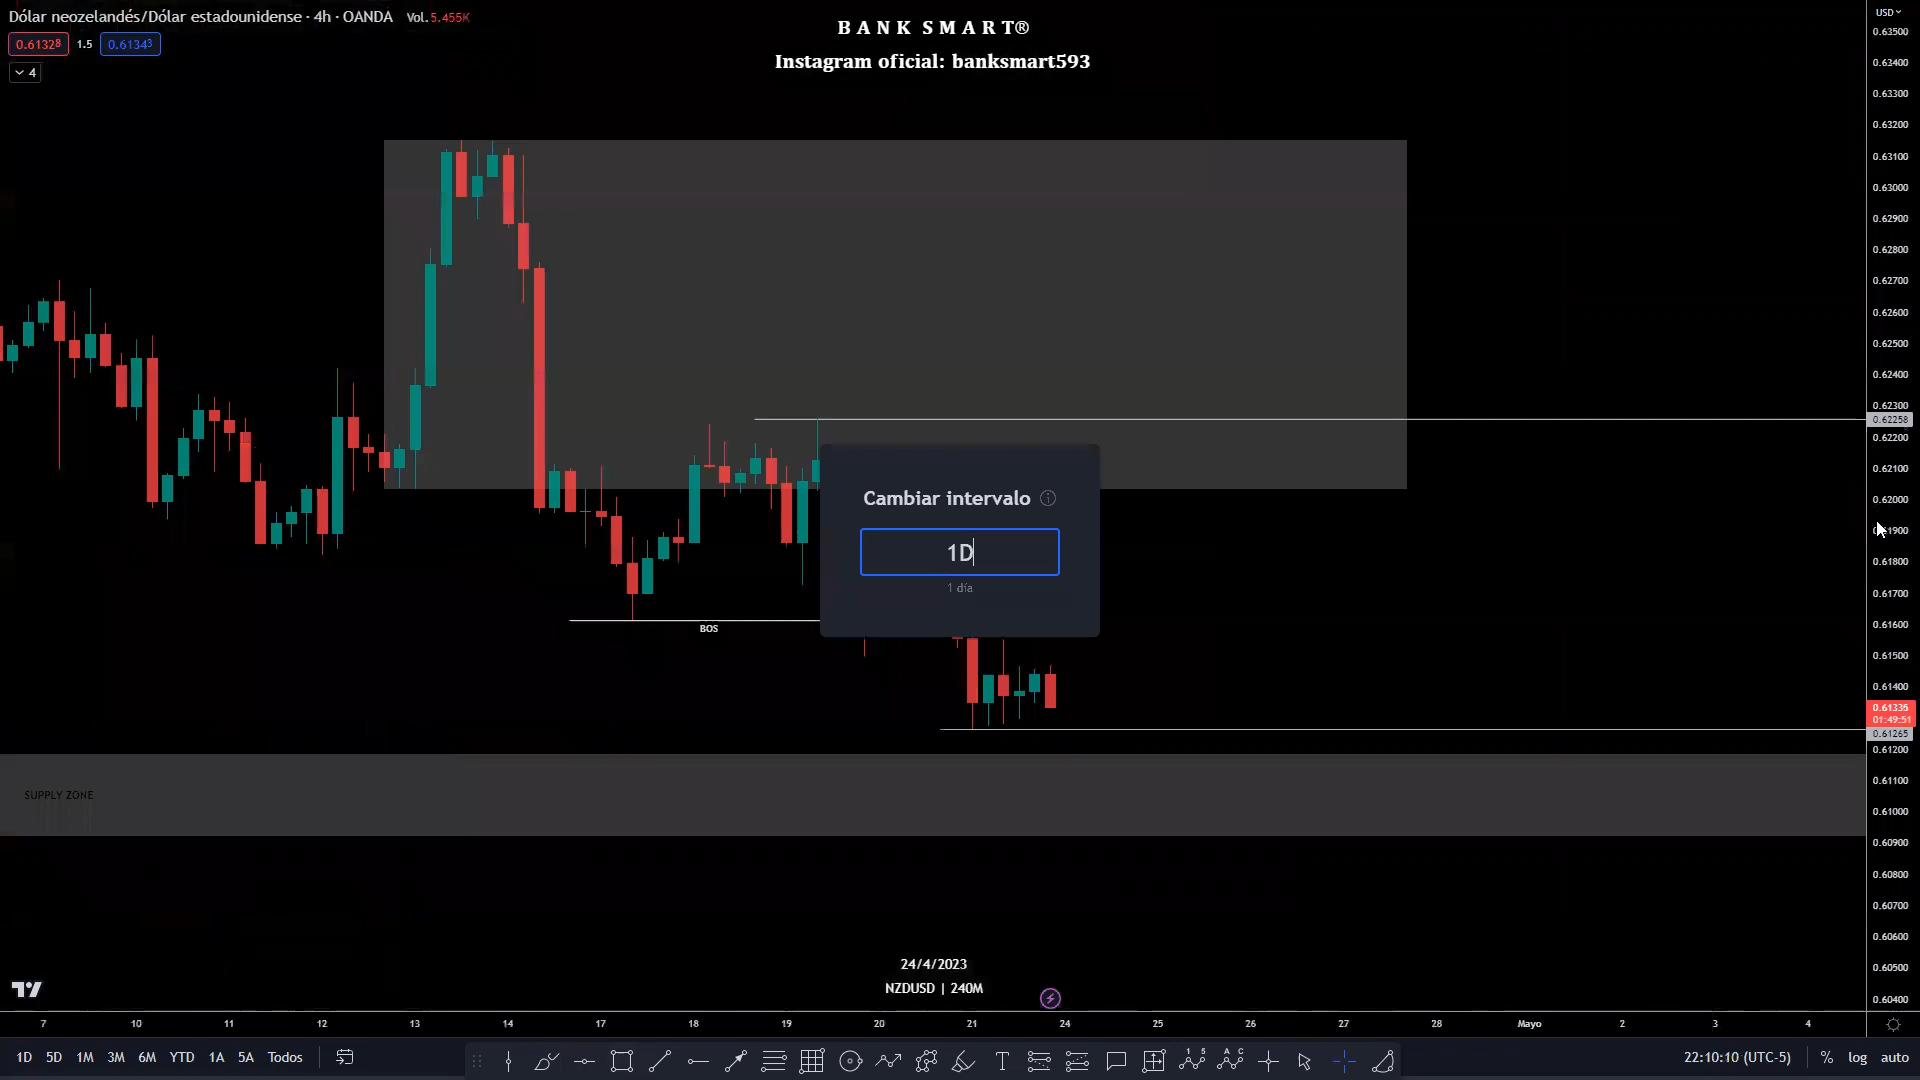 Dólar neozelandés/Dólar estadounidense · 4h · OANDA Vol. 5.455K
0.61328 1.5 0.61343
4
BANK SMART®
Instagram oficial: banksmart593
USD
0.63500
0.63400
0.63300
0.63200
0.63100
0.63000
0.62900
0.62800
0.62700
0.62600
0.62500
0.62400
0.62300
0.62258
0.62200
0.62100
0.62000
0.61800
0.61700
0.61600
0.61500
0.61400
0.61336
01:49:51
0.61265
0.61200
0.61100
0.61000
0.60900
0.60800
0.60700
0.60600
0.60500
0.60400
Cambiar intervalo
1D
1 día
BOS
SUPPLY ZONE
24/4/2023
NZDUSD | 240M
7 10 11 12 13 14 17 18 19 20 21 24 25 26 27 28 Mayo 2 3 4
1D 5D 1M 3M 6M YTD 1A 5A Todos
22:10:10 (UTC-5) % log auto